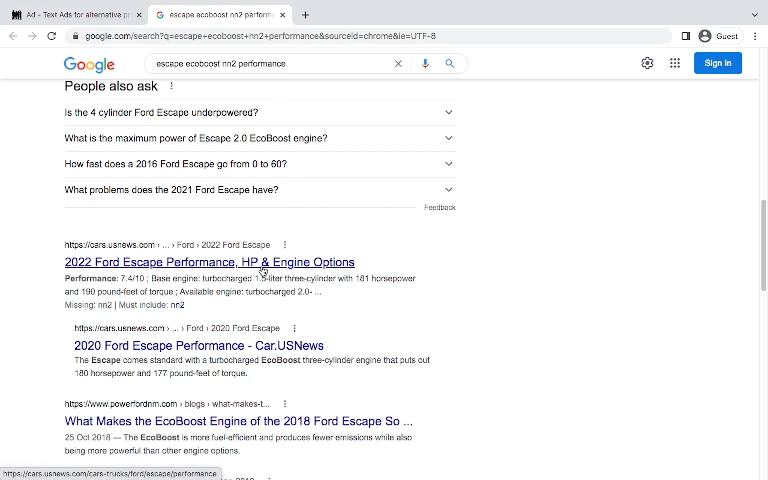 Ad - Text Ads for alternative pr
escape ecoboost nn2 perform
google.com/search?q=escape+ecoboost+nn2+performance&sourceid=chrome&ie=UTF-8
Guest
Google
escape ecoboost nn2 performance
Sign in
People also ask
Is the 4 cylinder Ford Escape underpowered?
What is the maximum power of Escape 2.0 EcoBoost engine?
How fast does a 2016 Ford Escape go from 0 to 60?
What problems does the 2021 Ford Escape have?
Feedback
https://cars.usnews.com › ... › Ford › 2022 Ford Escape
2022 Ford Escape Performance, HP & Engine Options
Performance: 7.4/10 ; Base engine: turbocharged 1.5-liter three-cylinder with 181 horsepower
and 190 pound-feet of torque ; Available engine: turbocharged 2.0- ...
Missing: nn2 | Must include: nn2
https://cars.usnews.com › ... › Ford › 2020 Ford Escape
2020 Ford Escape Performance - Car.USNews
The Escape comes standard with a turbocharged EcoBoost three-cylinder engine that puts out
180 horsepower and 177 pound-feet of torque.
https://www.powerfordnm.com › blogs › what-makes-t...
What Makes the EcoBoost Engine of the 2018 Ford Escape So ...
25 Oct 2018 — The EcoBoost is more fuel-efficient and produces fewer emissions while also
being more powerful than other engine options.
https://cars.usnews.com/cars-trucks/ford/escape/performance